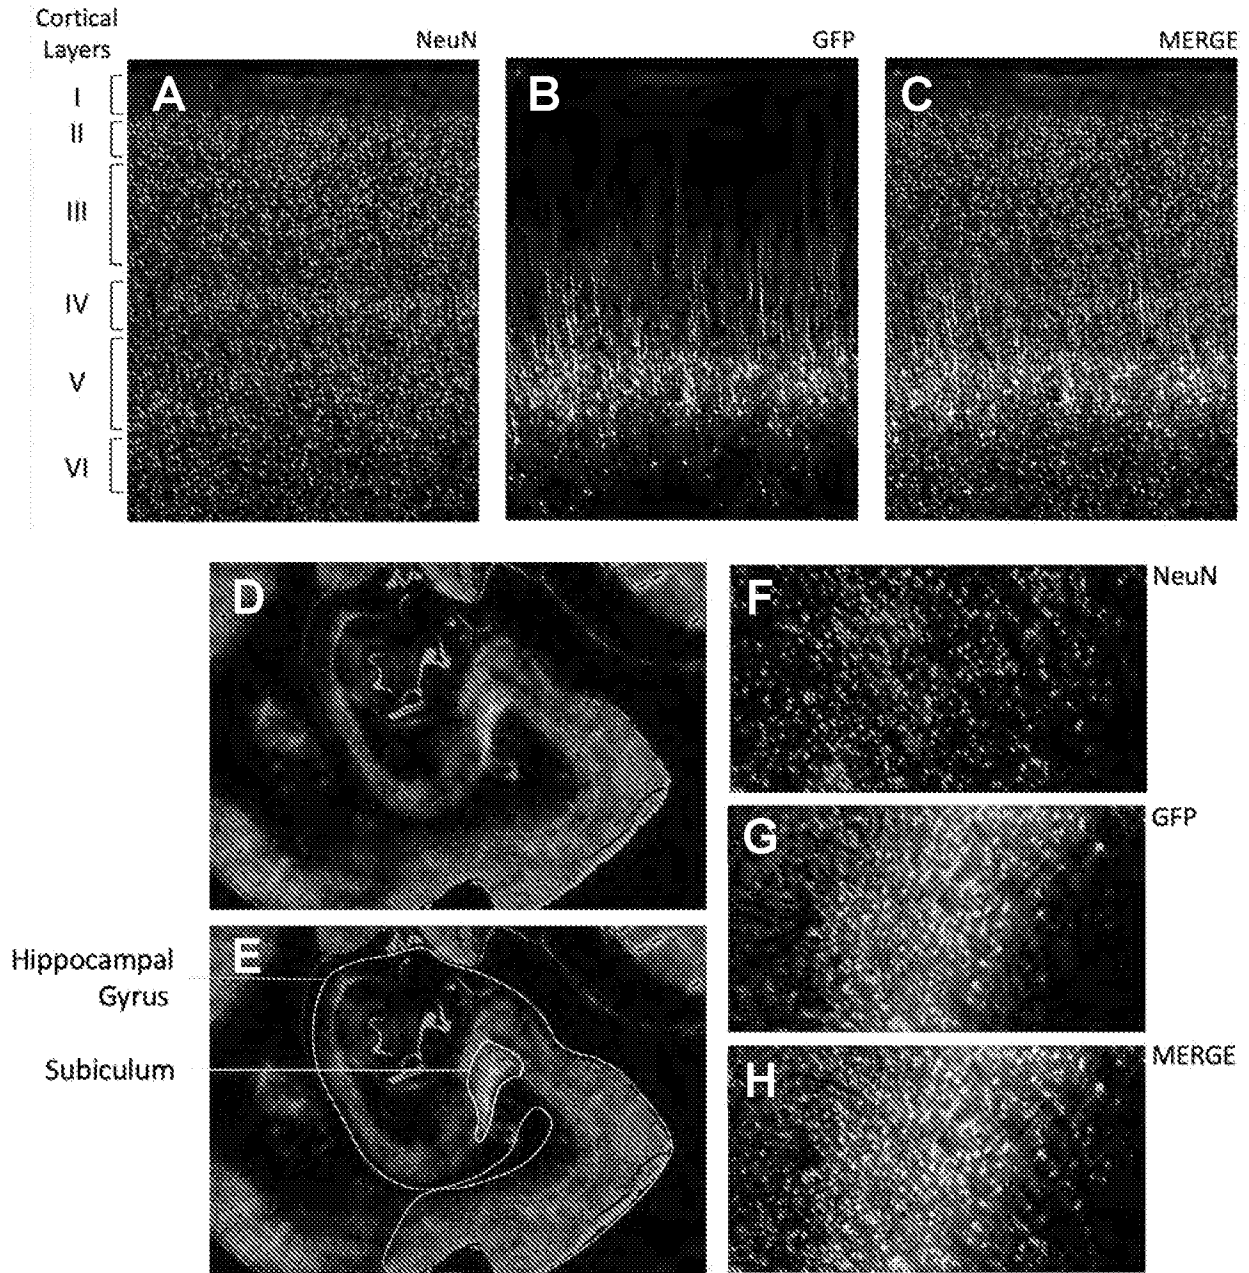 Cortical
Layers
NeuN
GFP
MERGE
A
B
C
I
II
III
IV
V
VI
D
E
Hippocampal
Gyrus
Subiculum
F
NeuN
G
GFP
H
MERGE